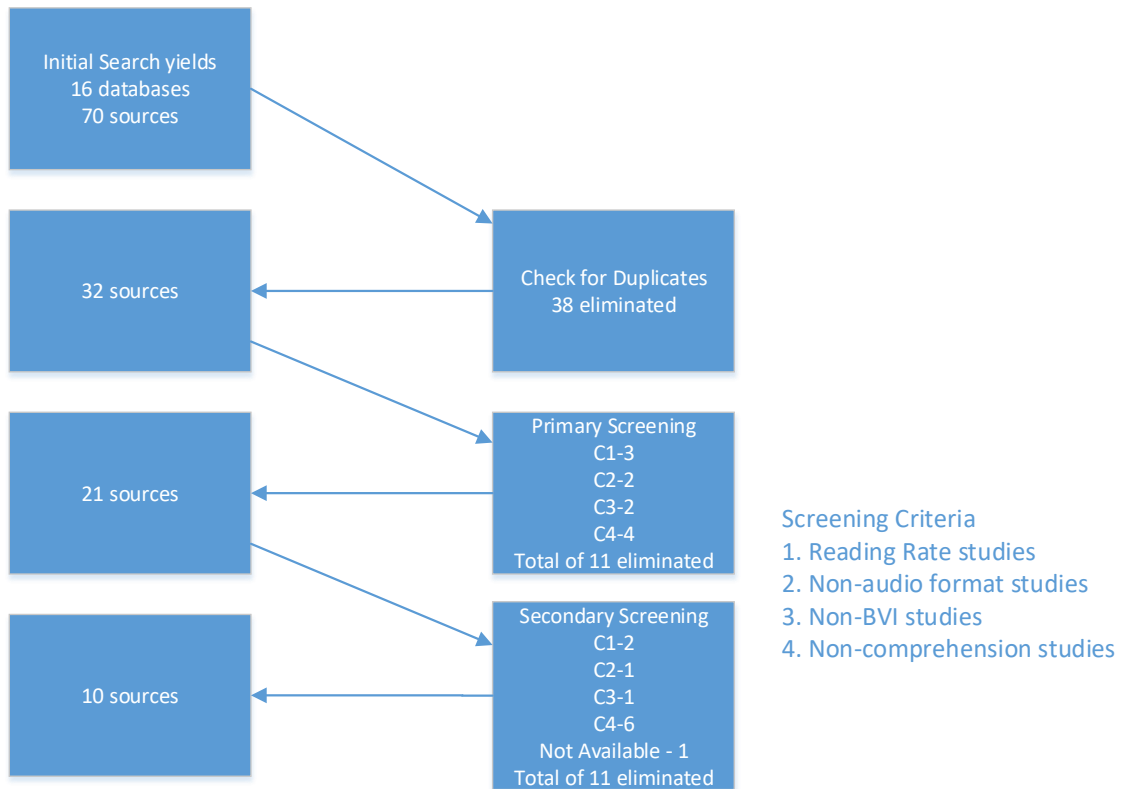 Initial Search yields
16 databases
70 sources
32 sources
Check for Duplicates
38 eliminated
21 sources
Primary Screening
C1-3
C2-2
C3-2
C4-4
Total of 11 eliminated
10 sources
Secondary Screening
C1-2
C2-1
C3-1
C4-6
Not Available - 1
Total of 11 eliminated
Screening Criteria
1. Reading Rate studies
2. Non-audio format studies
3. Non-BVI studies
4. Non-comprehension studies